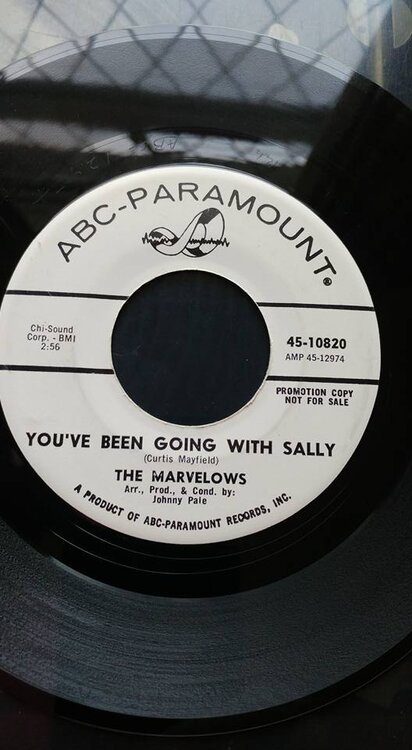 ABC-PARAMOUNT®
Chi-Sound
Corp. - BMI
2:56
45-10820
AMP 45-12974
PROMOTION COPY
NOT FOR SALE
YOU'VE BEEN GOING WITH SALLY
(Curtis Mayfield)
THE MARVELOWS
Arr., Prod., & Cond. by:
Johnny Pate
A PRODUCT OF ABC-PARAMOUNT RECORDS, INC.